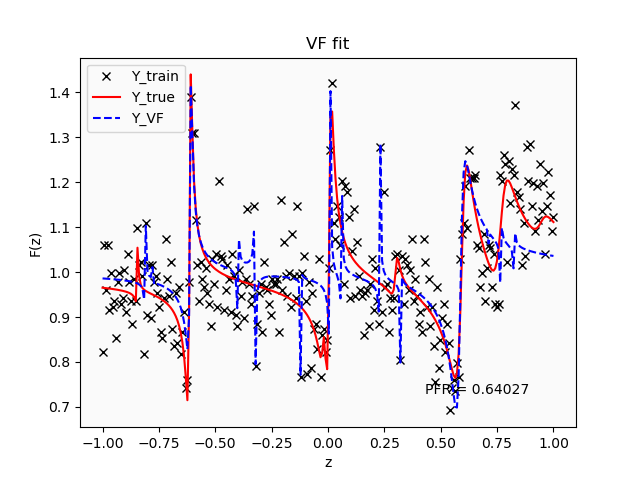 VF fit
Y_train
Y_true
Y_VF
F(z)
1.4
1.3
1.2
1.1
1.0
0.9
0.8
0.7
PFR = 0.64027
−1.00 −0.75 −0.50 −0.25 0.00 0.25 0.50 0.75 1.00
z